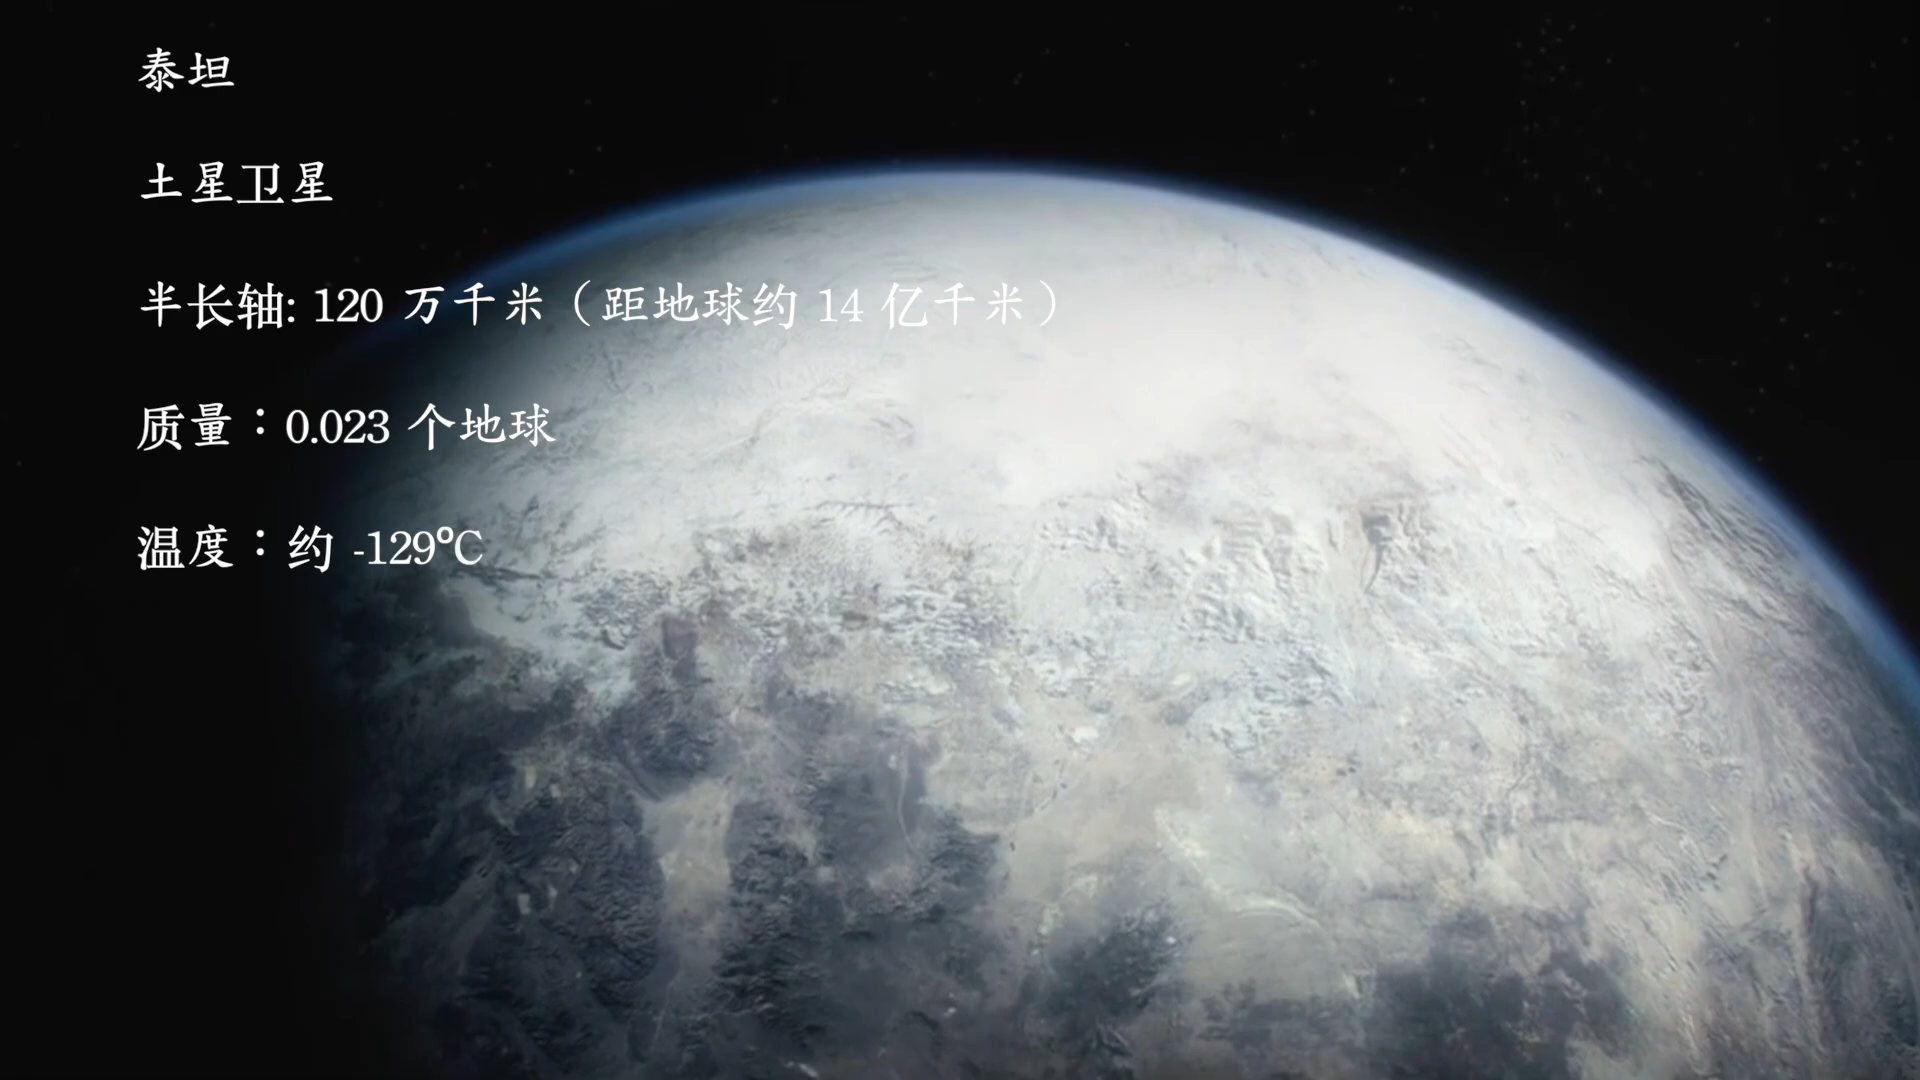 泰坦
土星卫星
半长轴: 120 万千米（距地球约 14 亿千米）
质量：0.023 个地球
温度：约 -129℃